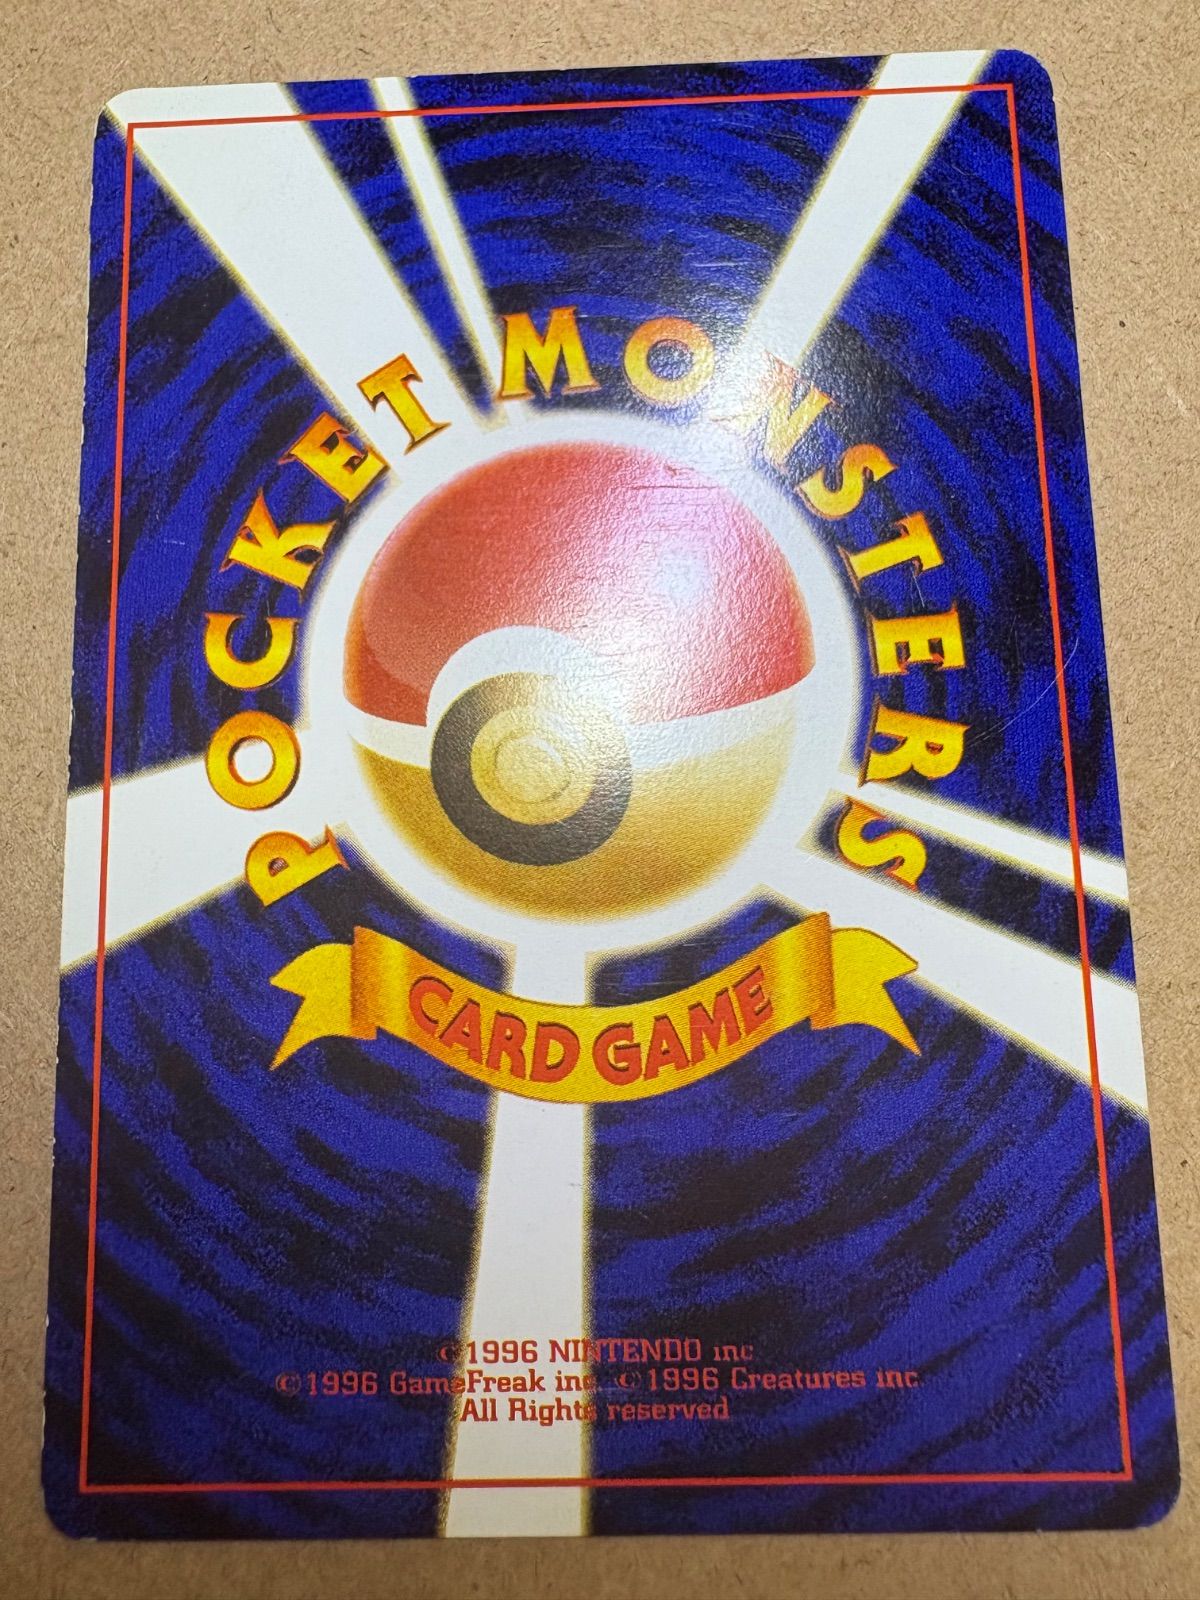 POCKET MONSTERS
CARD GAME
©1996 NINTENDO inc
©1996 GameFreak inc. ©1996 Creatures inc.
All Rights reserved